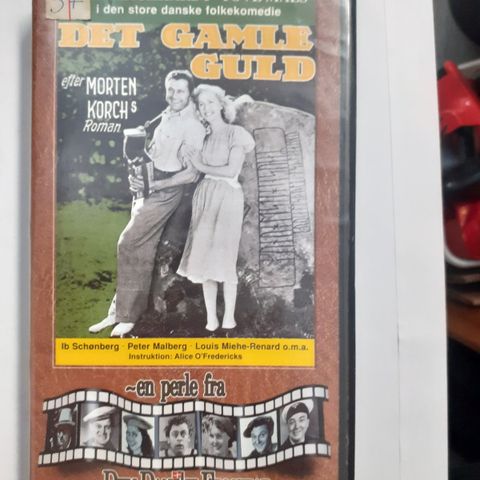 i den store danske folkekomedie
DET GAMLE
GULD
efter MORTEN
KORCHs
Roman
Ib Schønberg · Peter Malberg · Louis Miehe-Renard o.m.a.
Instruktion: Alice O'Fredericks
~en perle fra